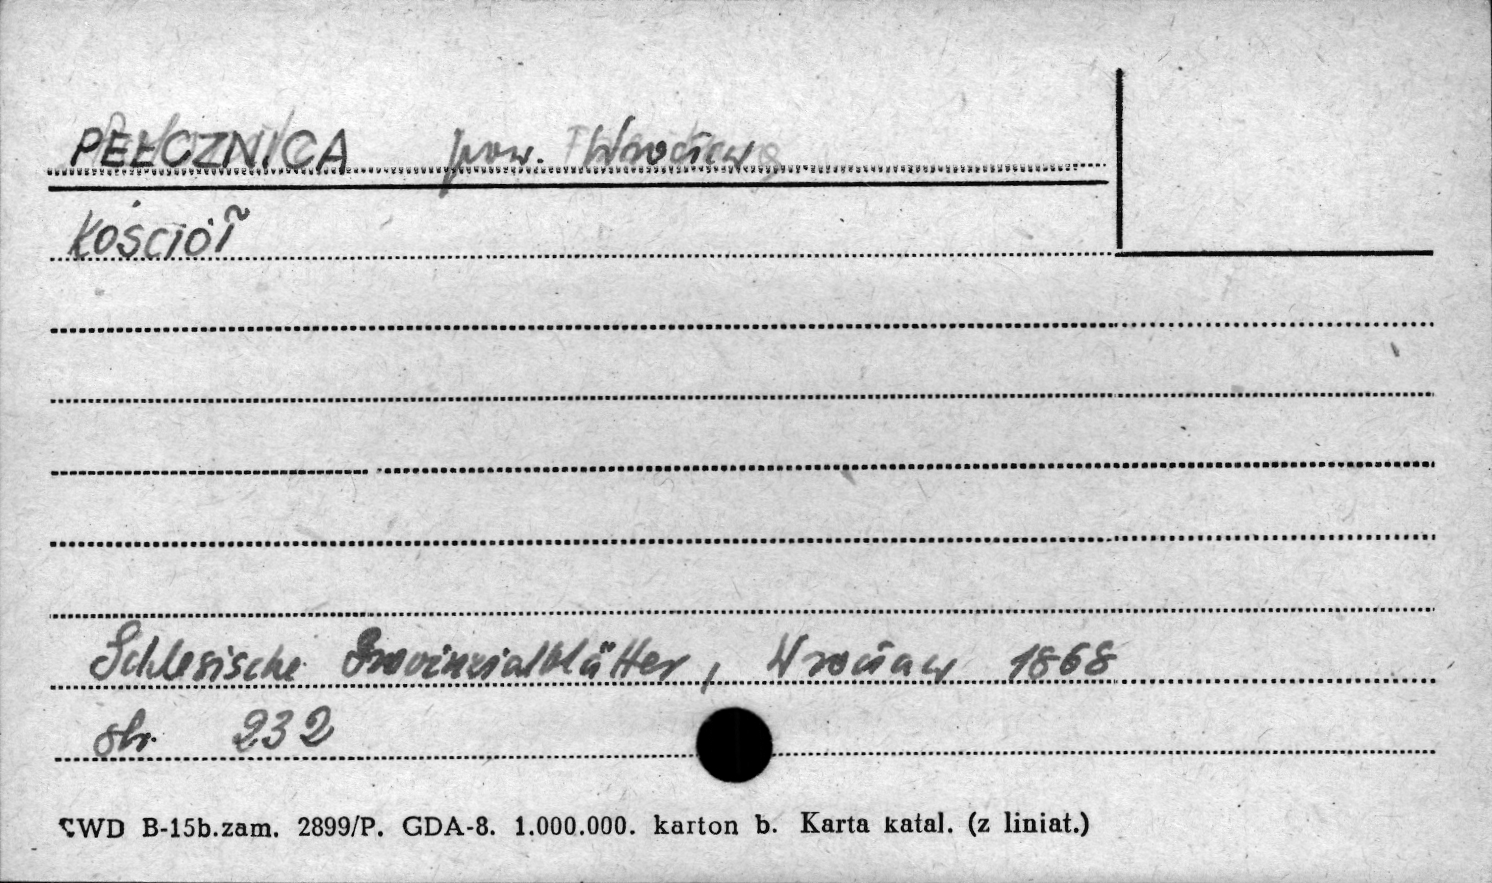 PEŁCZNICA pow. Wrocław
Kościół
Schlesische Provinzialblätter, Wrocław 1868
str. 232
CWD B-15b.zam. 2899/P. GDA-8. 1.000.000. karton b. Karta katal. (z liniat.)